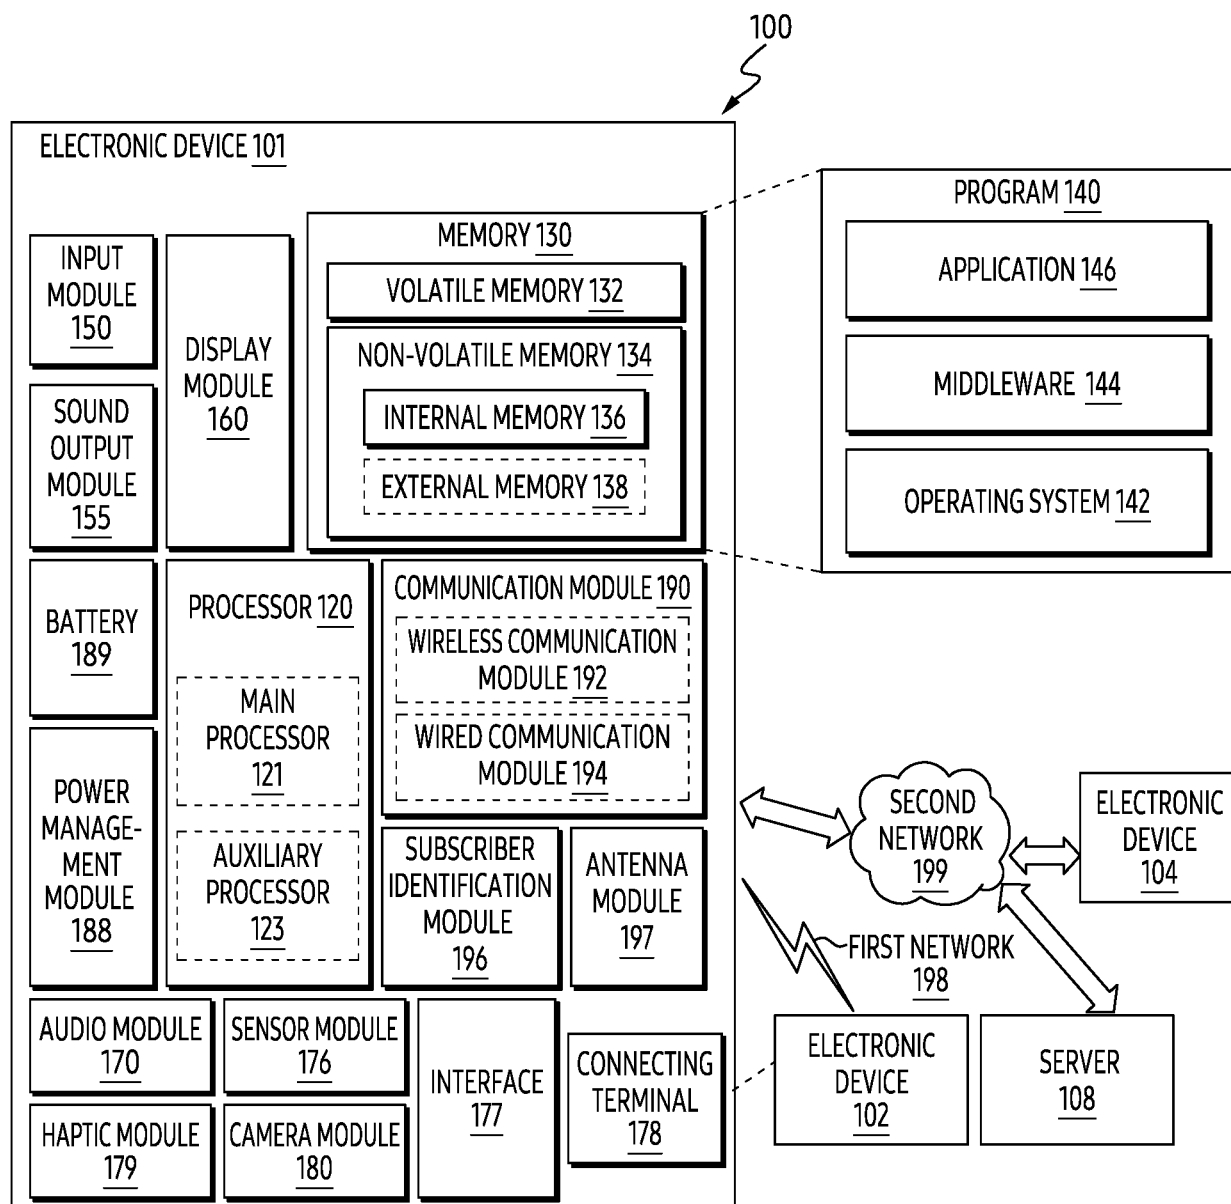 100
ELECTRONIC DEVICE 101
INPUT
MODULE
150
SOUND
OUTPUT
MODULE
155
DISPLAY
MODULE
160
MEMORY 130
VOLATILE MEMORY 132
NON-VOLATILE MEMORY 134
INTERNAL MEMORY 136
EXTERNAL MEMORY 138
PROGRAM 140
APPLICATION 146
MIDDLEWARE 144
OPERATING SYSTEM 142
BATTERY
189
POWER
MANAGE-
MENT
MODULE
188
PROCESSOR 120
MAIN
PROCESSOR
121
AUXILIARY
PROCESSOR
123
COMMUNICATION MODULE 190
WIRELESS COMMUNICATION
MODULE 192
WIRED COMMUNICATION
MODULE 194
SUBSCRIBER
IDENTIFICATION
MODULE
196
ANTENNA
MODULE
197
SECOND
NETWORK
199
ELECTRONIC
DEVICE
104
FIRST NETWORK
198
AUDIO MODULE
170
SENSOR MODULE
176
HAPTIC MODULE
179
CAMERA MODULE
180
INTERFACE
177
CONNECTING
TERMINAL
178
ELECTRONIC
DEVICE
102
SERVER
108